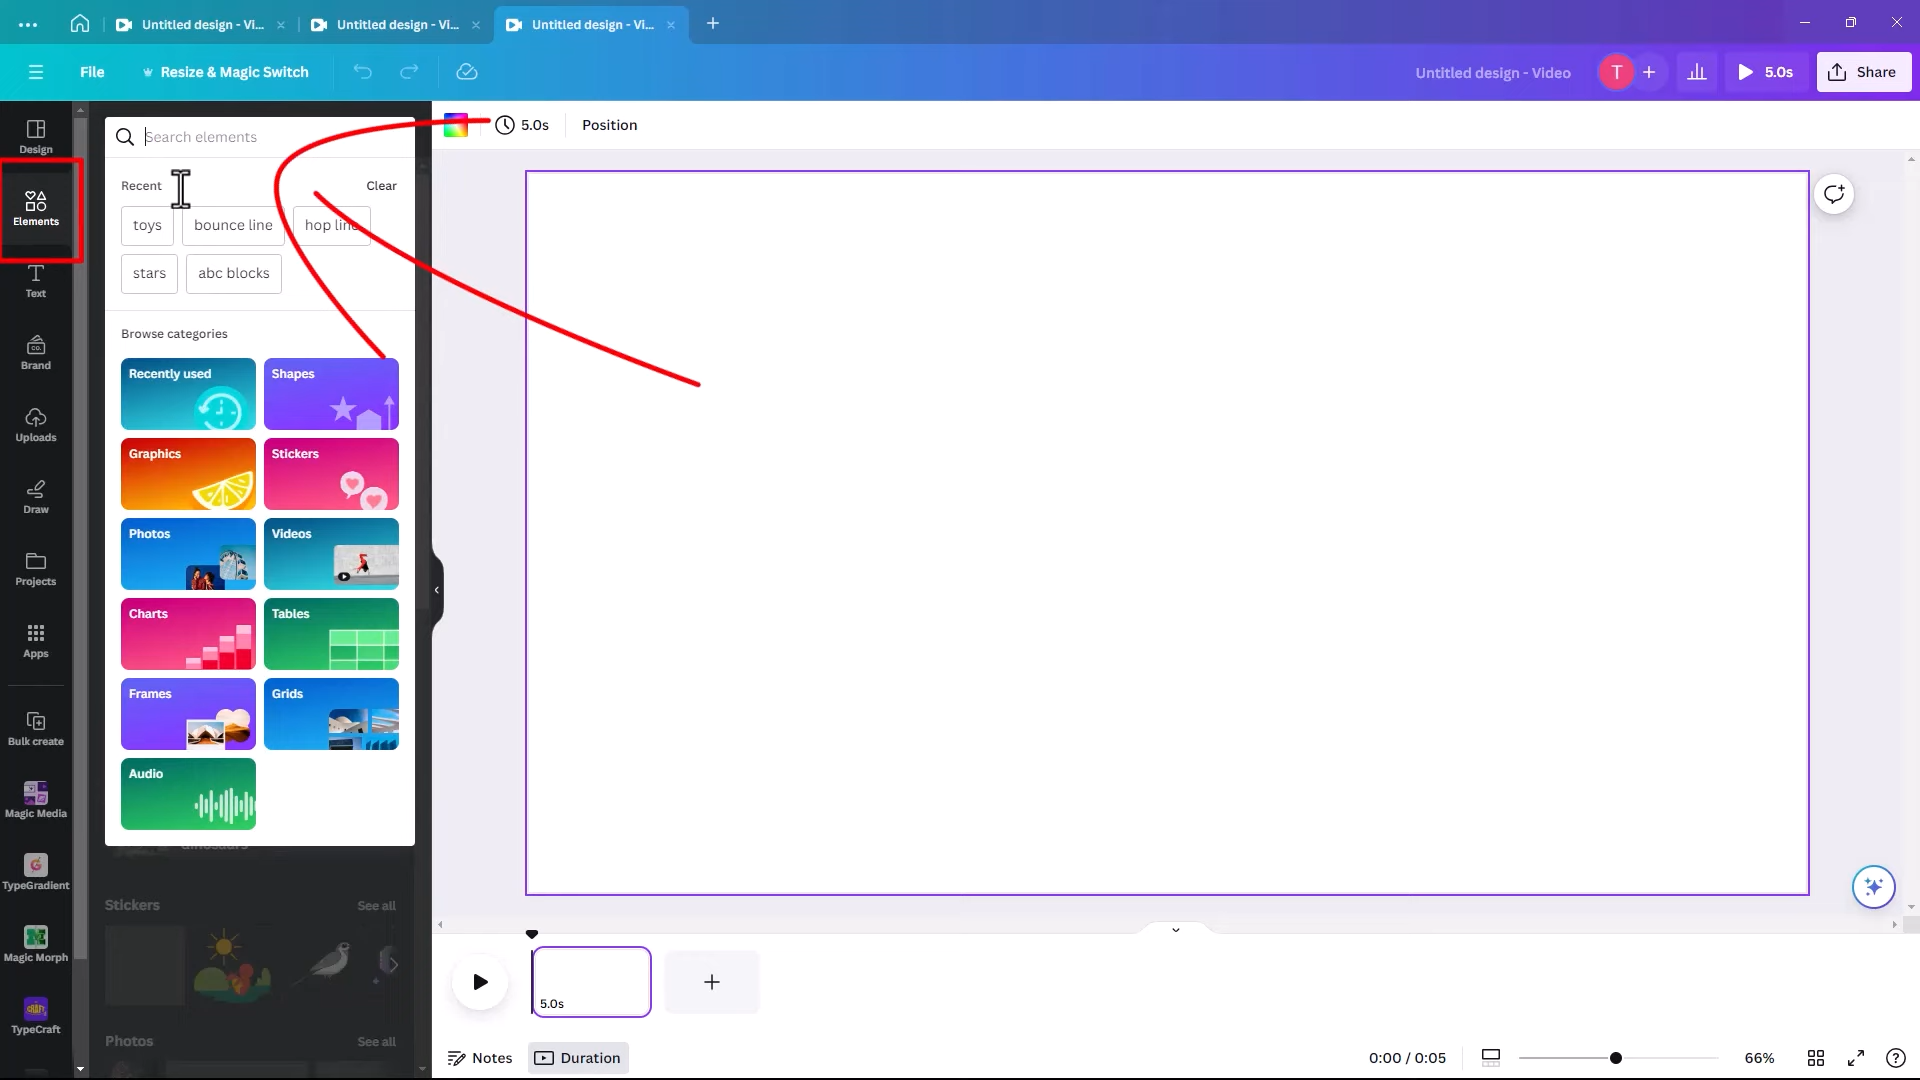 Untitled design - Vi...
Untitled design - Vi...
Untitled design - Vi...
File
Resize & Magic Switch
Untitled design - Video
T
5.0s
Share
Design
Elements
Text
Brand
Uploads
Draw
Projects
Apps
Bulk create
Magic Media
TypeGradient
Magic Morph
TypeCraft
Search elements
Recent
Clear
toys
bounce line
hop line
stars
abc blocks
Browse categories
Recently used
Shapes
Graphics
Stickers
Photos
Videos
Charts
Tables
Frames
Grids
Audio
dinosaurs
Stickers
See all
Photos
See all
5.0s
Position
5.0s
Notes
Duration
0:00 / 0:05
66%